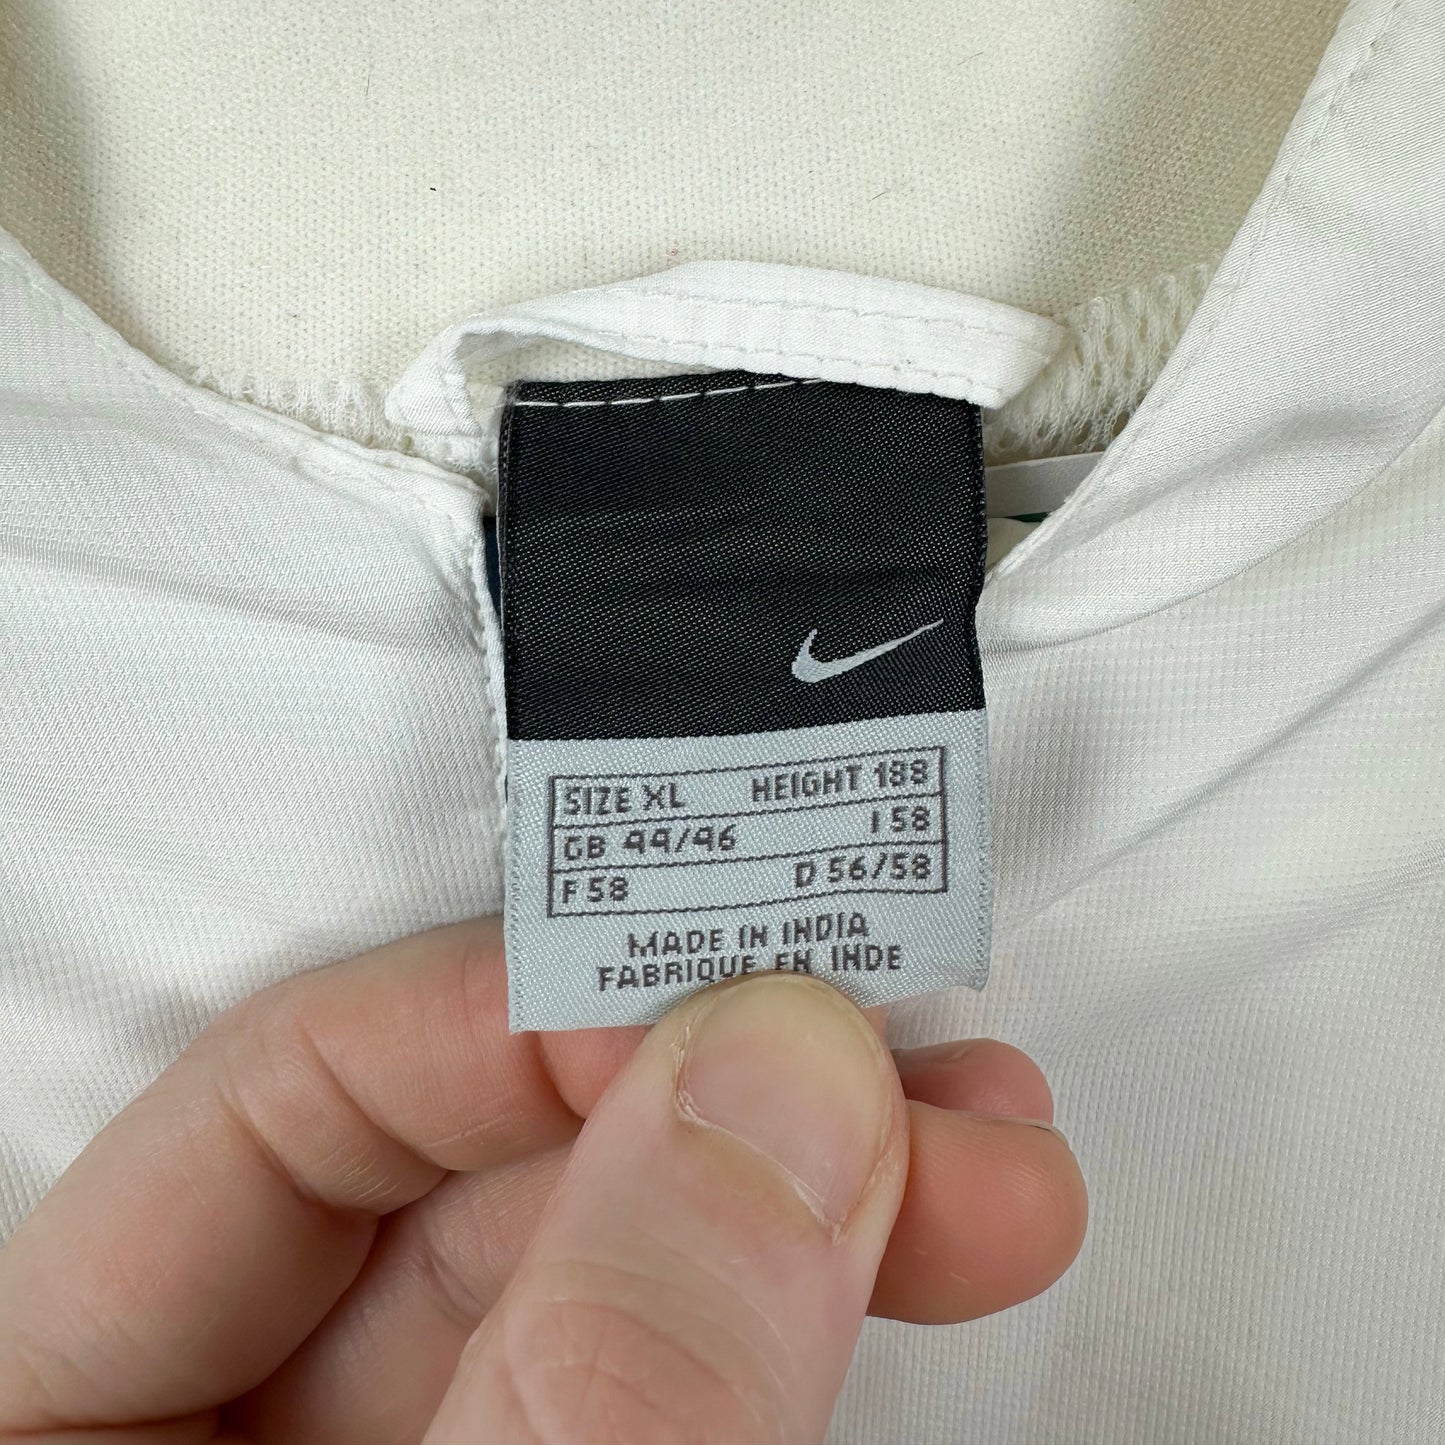 SIZE XL HEIGHT 188
GB 44/46 I 58
F 58 D 56/58
MADE IN INDIA
FABRIQUE EN INDE